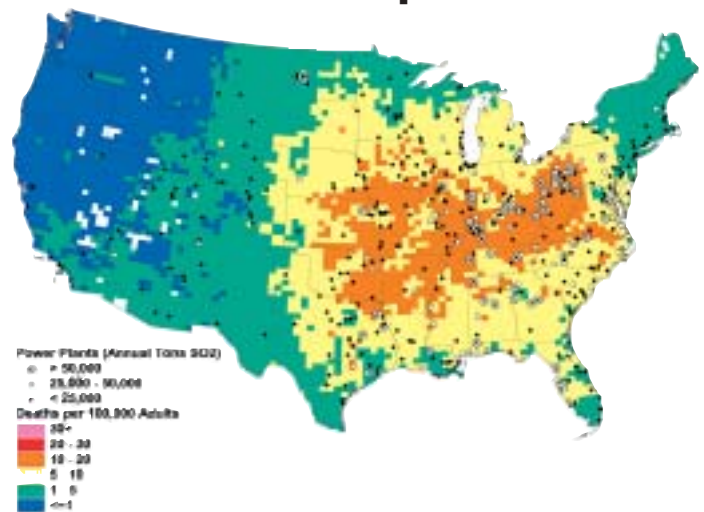 Power Plants (Annual Tons SO2)
> 50,000
25,000 - 50,000
< 25,000
Deaths per 100,000 Adults
30+
20 - 30
10 - 20
5 10
1 5
<=1